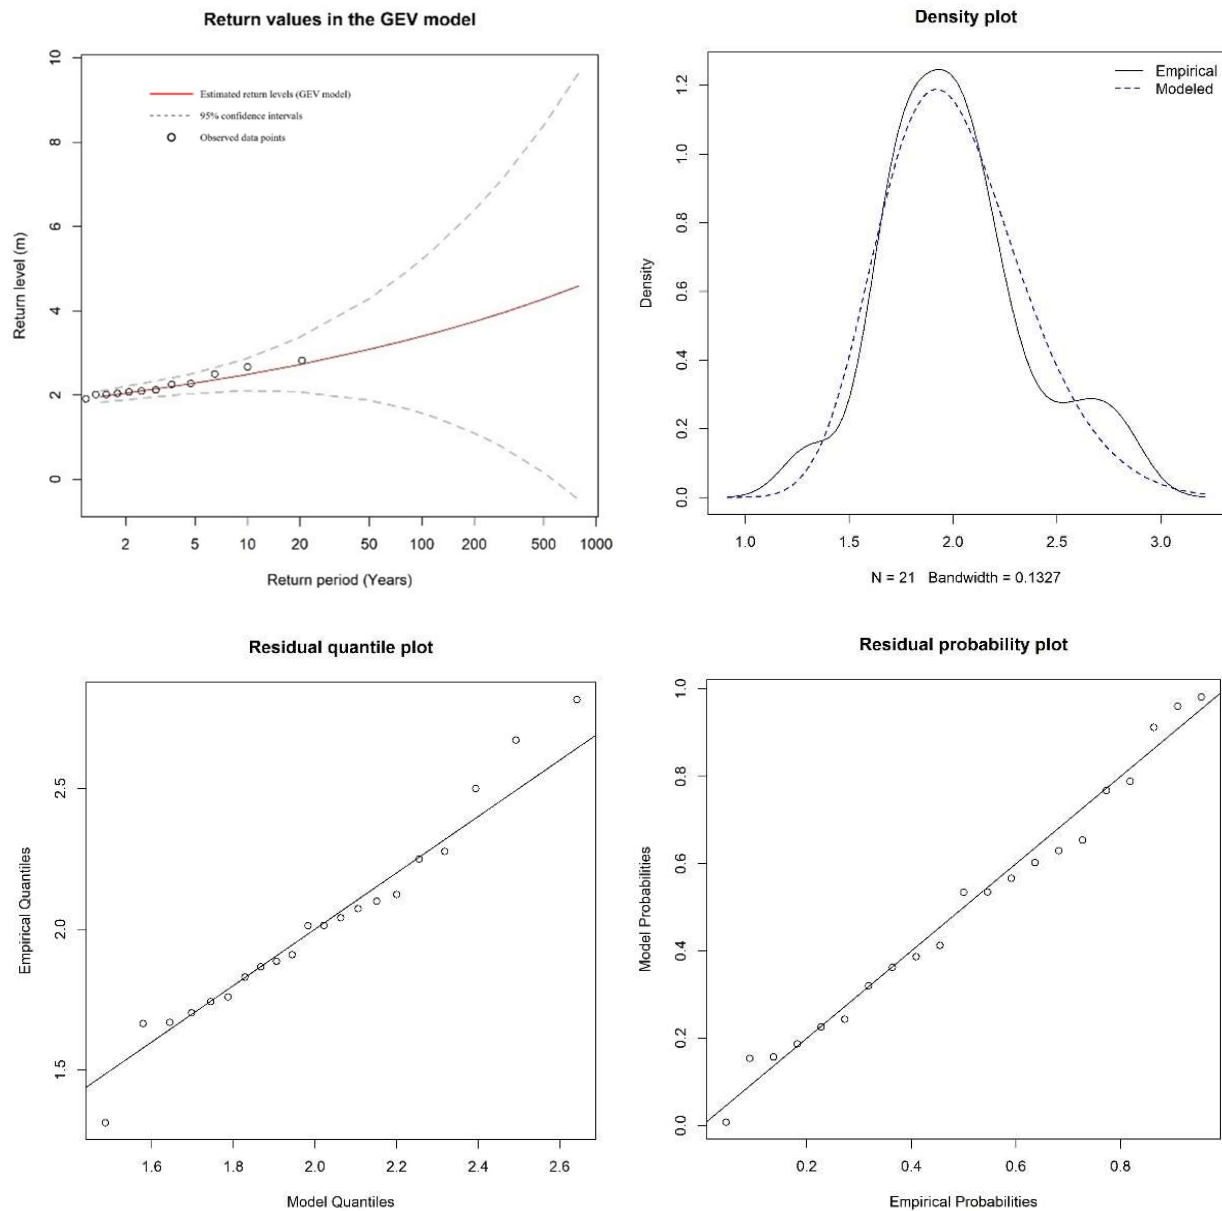 Return values in the GEV model
10
8
6
4
2
0
Return level (m)
Estimated return levels (GEV model)
95% confidence intervals
Observed data points
2 5 10 20 50 100 200 500 1000
Return period (Years)
Density plot
1.2
1.0
0.8
0.6
0.4
0.2
0.0
Density
Empirical
Modeled
1.0 1.5 2.0 2.5 3.0
N = 21 Bandwidth = 0.1327
Residual quantile plot
2.5
2.0
1.5
Empirical Quantiles
1.6 1.8 2.0 2.2 2.4 2.6
Model Quantiles
Residual probability plot
1.0
0.8
0.6
0.4
0.2
0.0
Model Probabilities
0.2 0.4 0.6 0.8
Empirical Probabilities